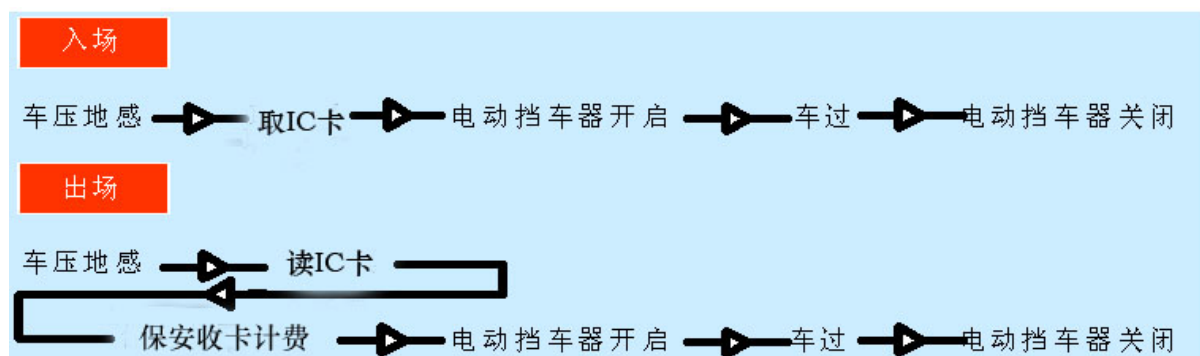 入场
车压地感 取IC卡 电动挡车器开启 车过 电动挡车器关闭
出场
车压地感 读IC卡
保安收卡计费 电动挡车器开启 车过 电动挡车器关闭